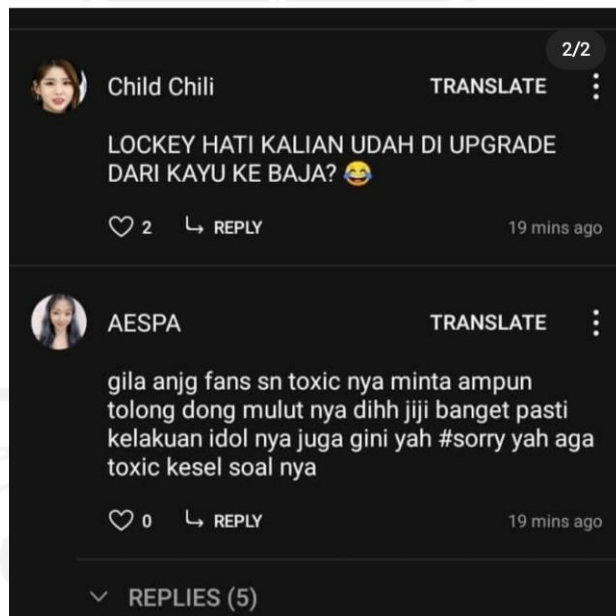 2/2
Child Chili TRANSLATE
LOCKEY HATI KALIAN UDAH DI UPGRADE
DARI KAYU KE BAJA? 😂
2 REPLY 19 mins ago
AESPA TRANSLATE
gila anjg fans sn toxic nya minta ampun
tolong dong mulut nya dihh jiji banget pasti
kelakuan idol nya juga gini yah #sorry yah aga
toxic kesel soal nya
0 REPLY 19 mins ago
REPLIES (5)